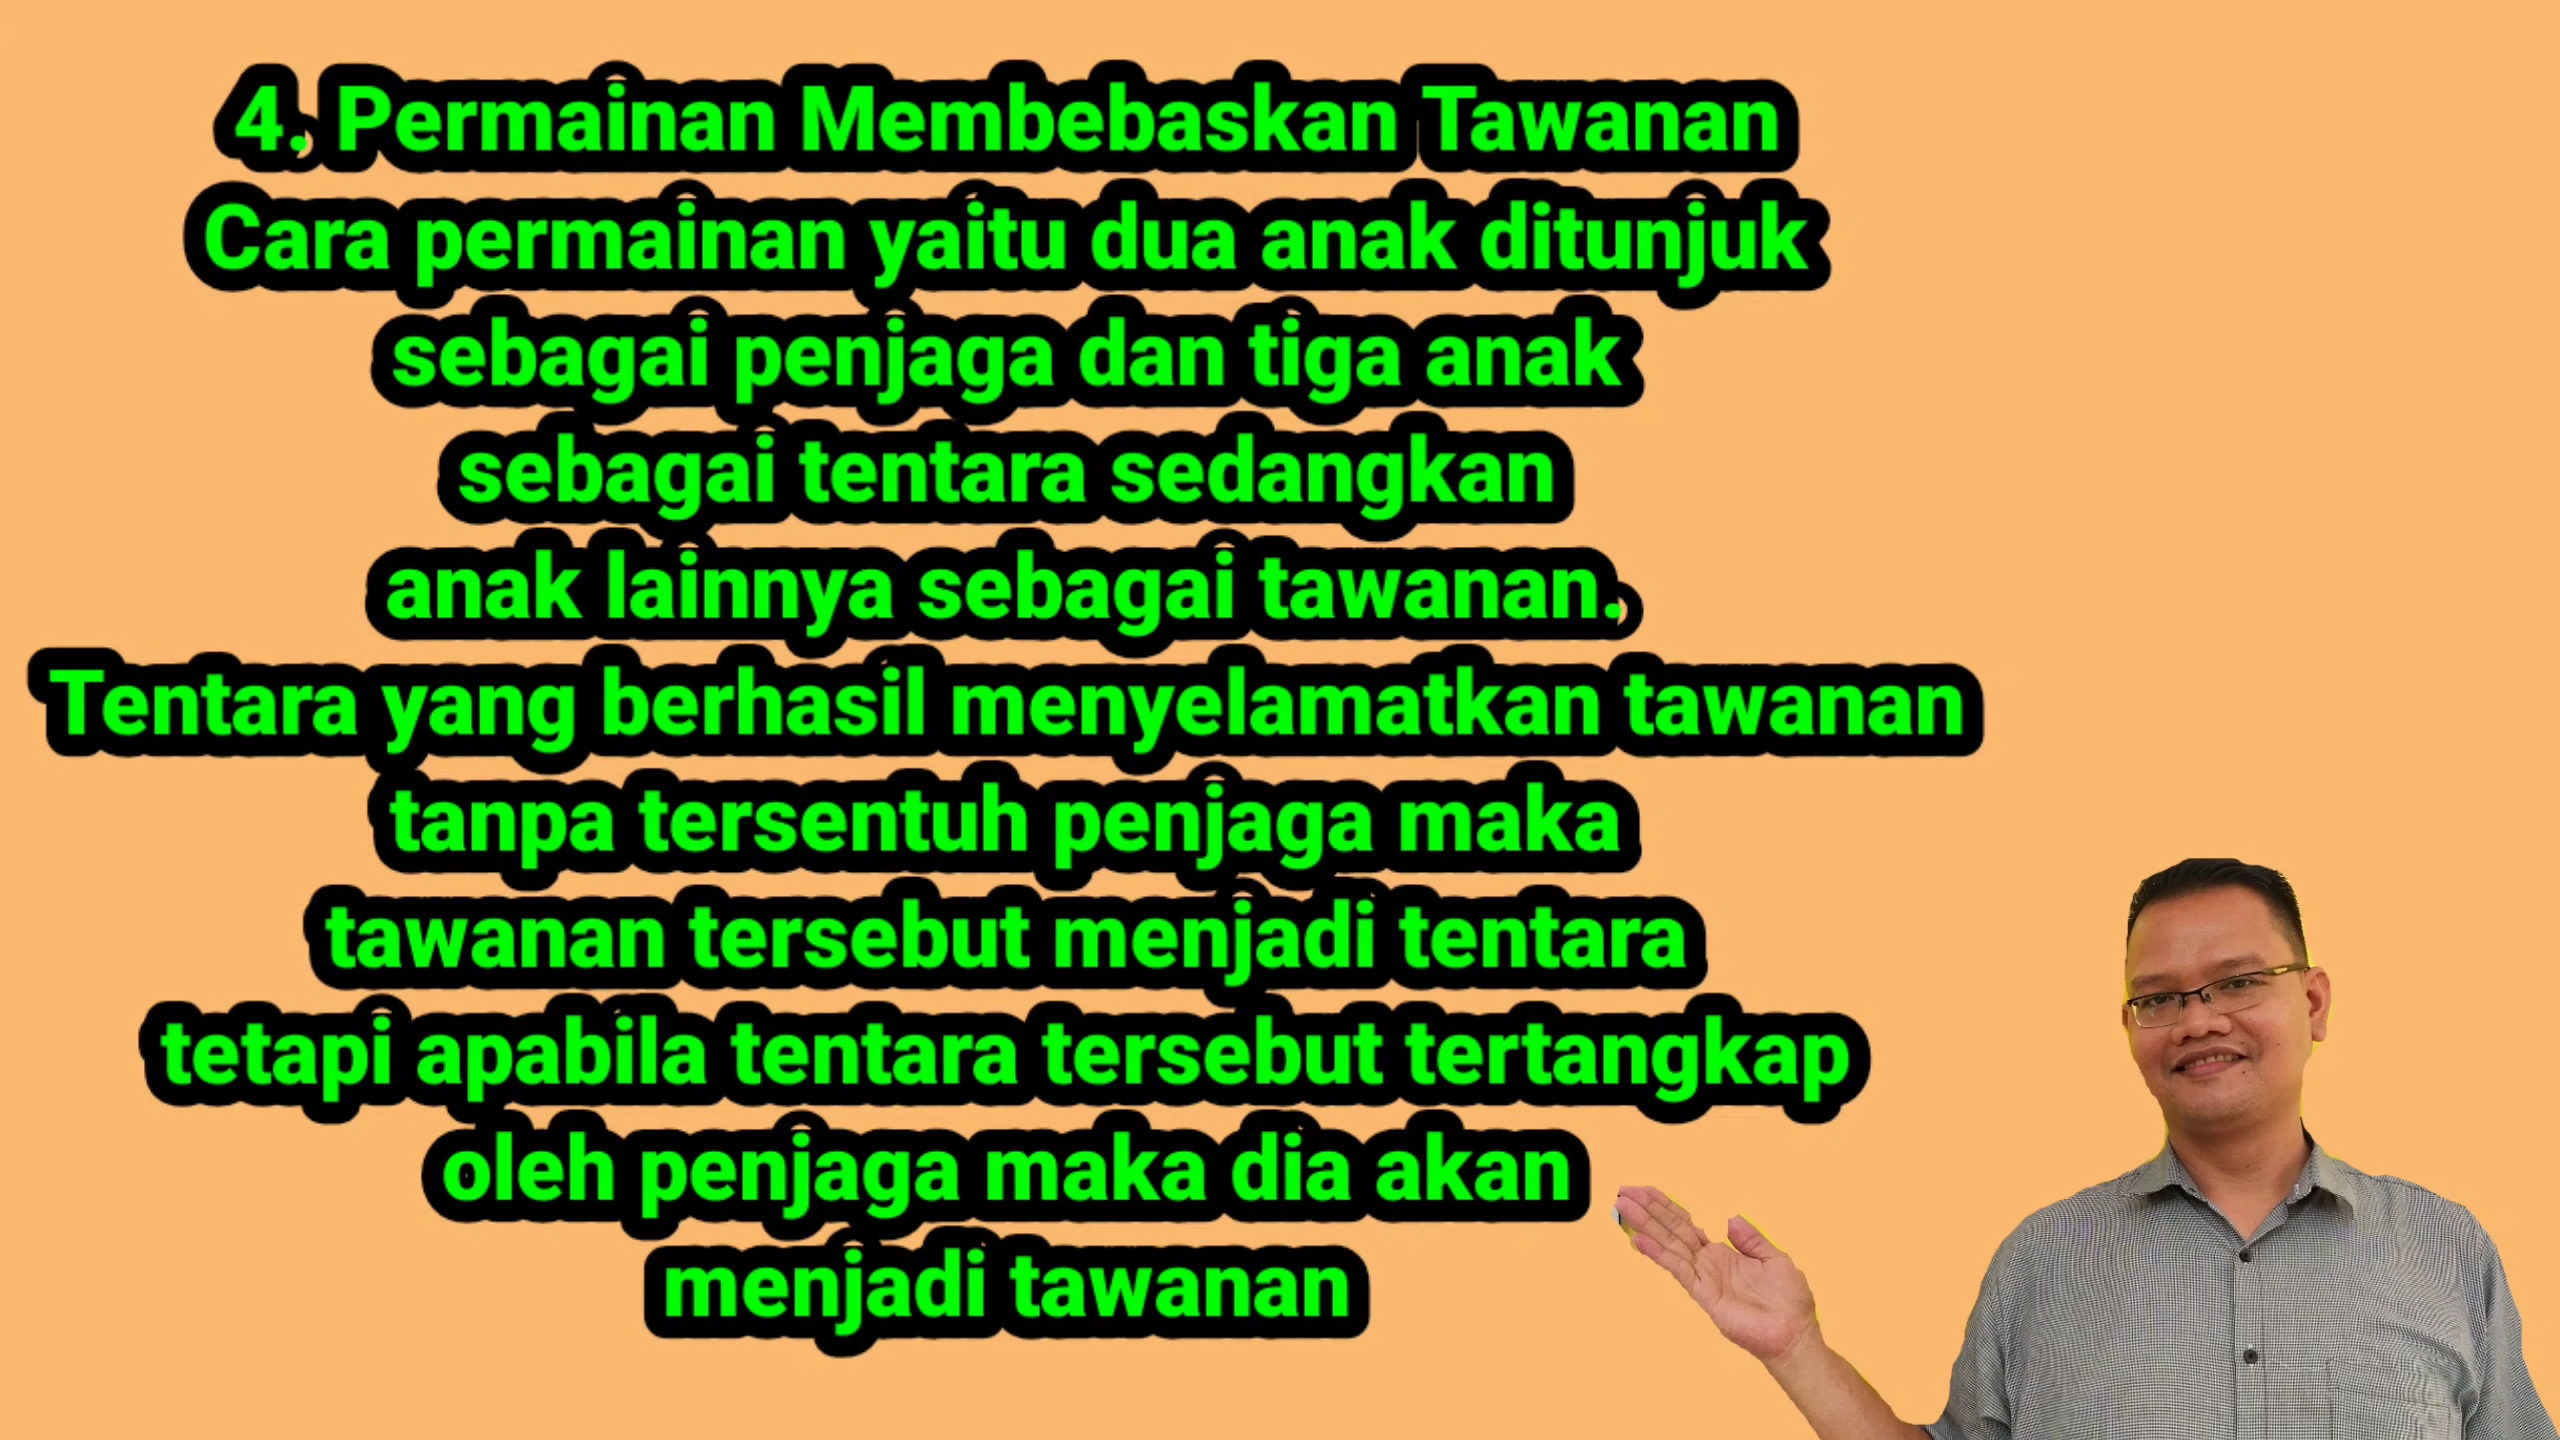 4. Permainan Membebaskan Tawanan
Cara permainan yaitu dua anak ditunjuk
sebagai penjaga dan tiga anak
sebagai tentara sedangkan
anak lainnya sebagai tawanan.
Tentara yang berhasil menyelamatkan tawanan
tanpa tersentuh penjaga maka
tawanan tersebut menjadi tentara
tetapi apabila tentara tersebut tertangkap
oleh penjaga maka dia akan
menjadi tawanan